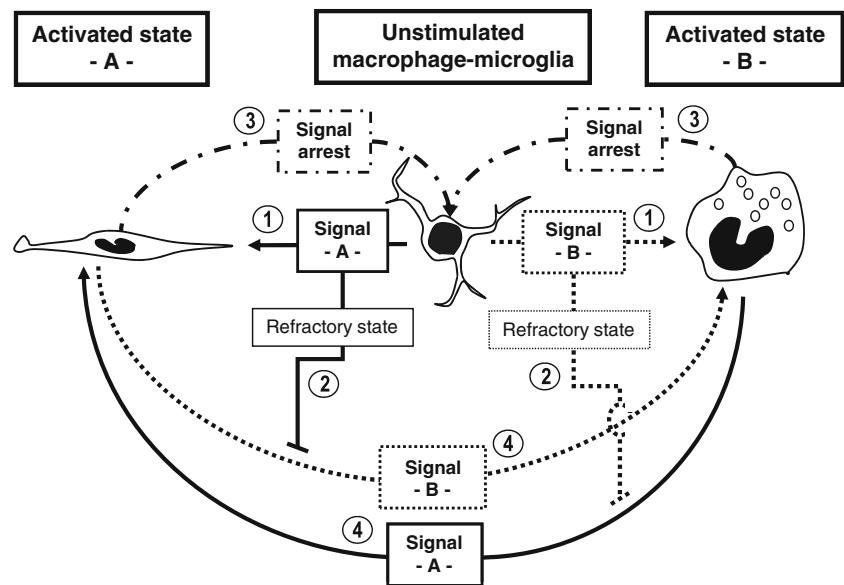 Activated state
- A -
Unstimulated
macrophage-microglia
Activated state
- B -
3
Signal
arrest
Signal
arrest
3
1
Signal
- A -
Signal
- B -
1
Refractory state
Refractory state
2
2
4
Signal
- B -
4
Signal
- A -